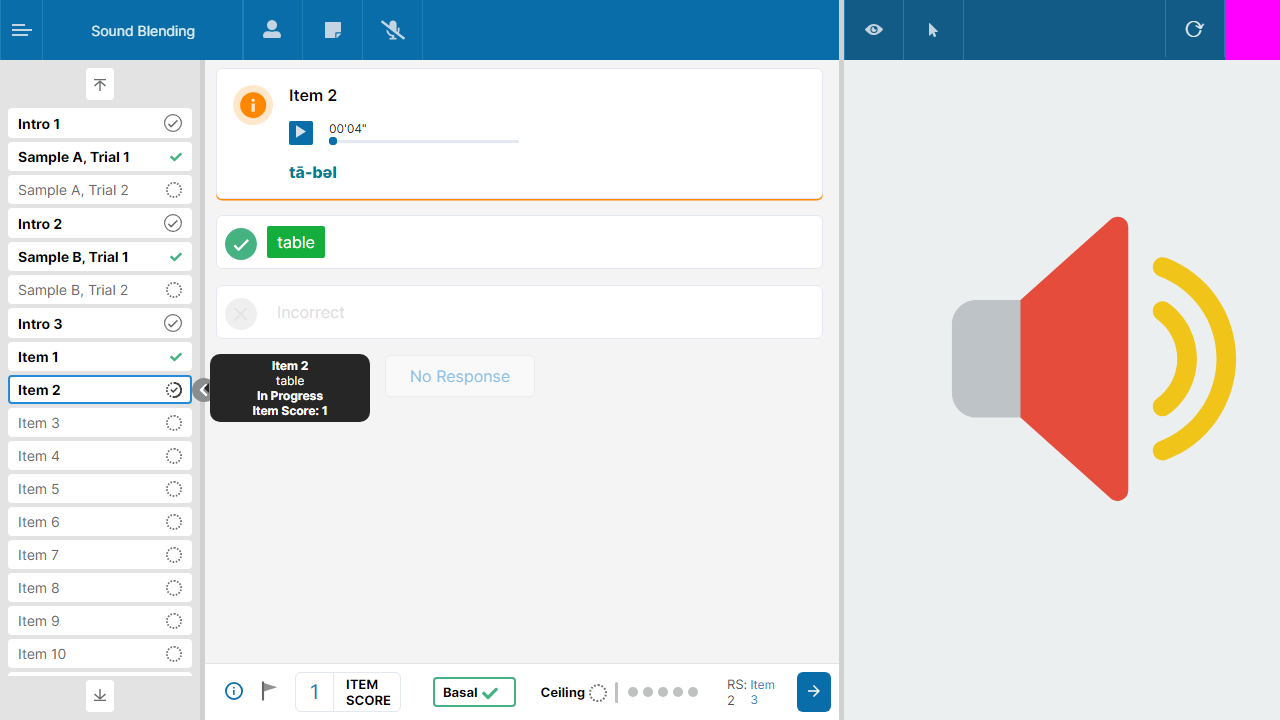 Sound Blending
Intro 1
Sample A, Trial 1
Sample A, Trial 2
Intro 2
Sample B, Trial 1
Sample B, Trial 2
Intro 3
Item 1
Item 2
Item 3
Item 4
Item 5
Item 6
Item 7
Item 8
Item 9
Item 10
Item 2
00'04"
tā-bəl
table
Incorrect
Item 2
table
In Progress
Item Score: 1
No Response
1
ITEM
SCORE
Basal
Ceiling
RS: Item
2 3